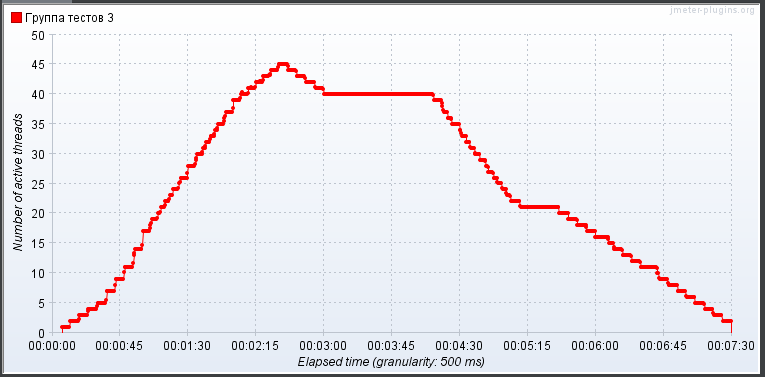 jmeter-plugins.org
Группа тестов 3
Number of active threads
50
45
40
35
30
25
20
15
10
5
0
00:00:00 00:00:45 00:01:30 00:02:15 00:03:00 00:03:45 00:04:30 00:05:15 00:06:00 00:06:45 00:07:30
Elapsed time (granularity: 500 ms)